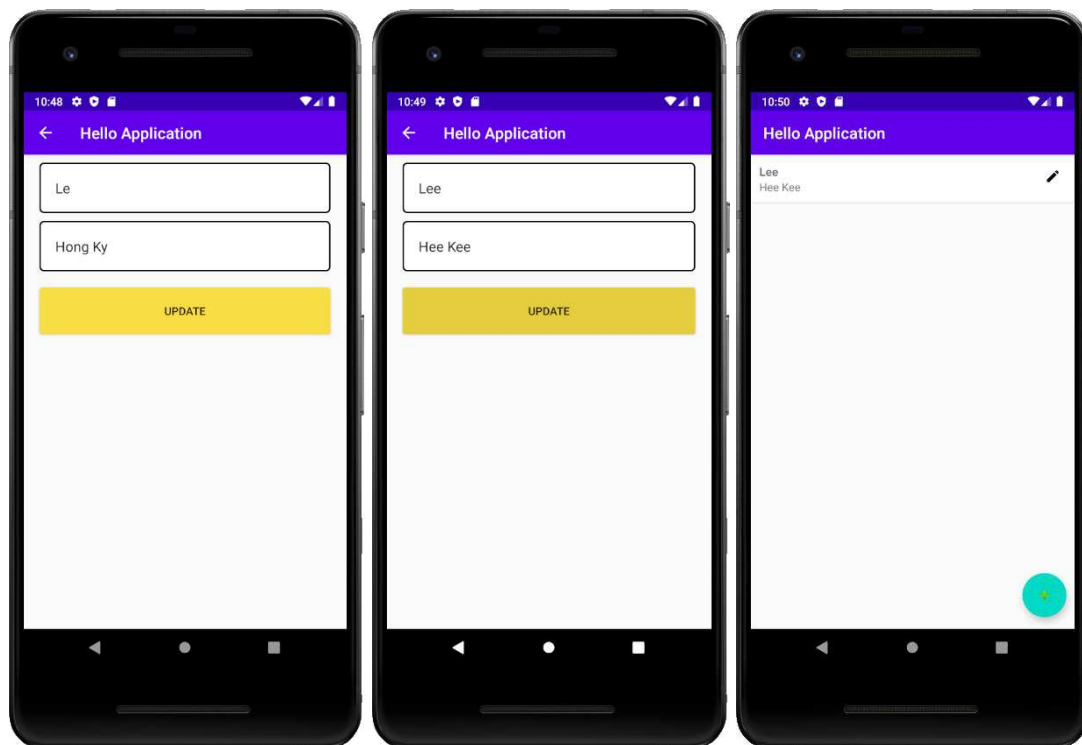 10:48
Hello Application
Le
Hong Ky
UPDATE
10:49
Hello Application
Lee
Hee Kee
UPDATE
10:50
Hello Application
Lee
Hee Kee